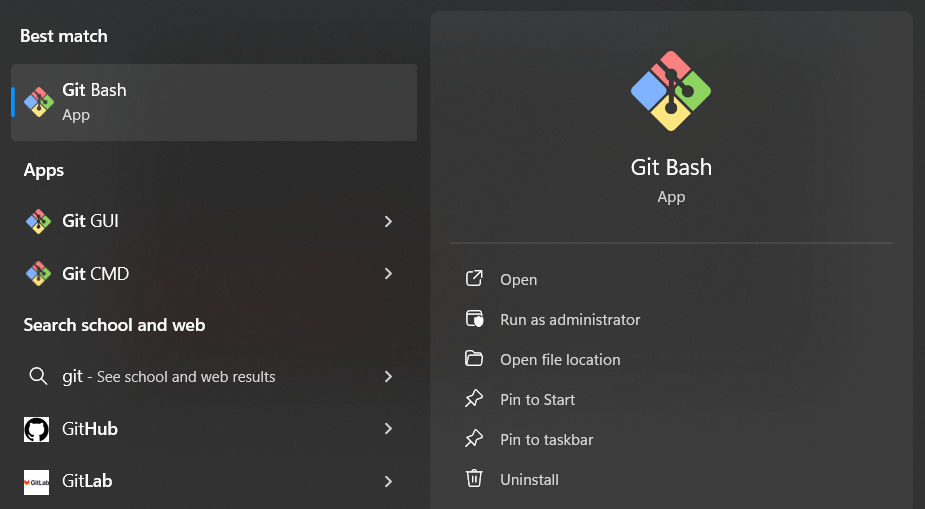 Best match
Git Bash
App
Apps
Git GUI
Git CMD
Search school and web
git - See school and web results
GitHub
GitLab
GitLab
Git Bash
App
Open
Run as administrator
Open file location
Pin to Start
Pin to taskbar
Uninstall